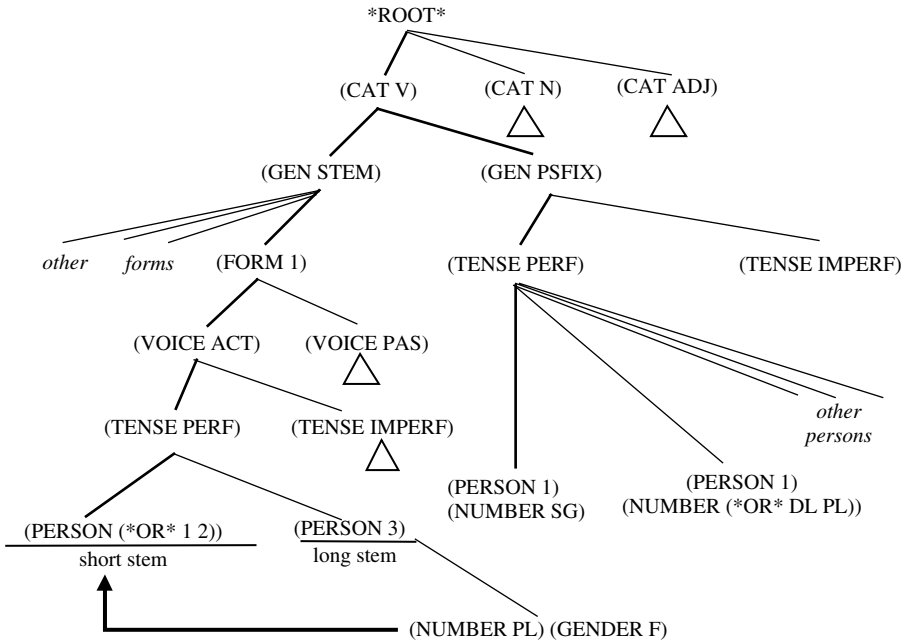 *ROOT*
(CAT V)
(CAT N)
(CAT ADJ)
(GEN STEM)
(GEN PSFIX)
other
forms
(FORM 1)
(TENSE PERF)
(TENSE IMPERF)
(VOICE ACT)
(VOICE PAS)
other
persons
(TENSE PERF)
(TENSE IMPERF)
(PERSON 1)
(NUMBER SG)
(PERSON 1)
(NUMBER (*OR* DL PL))
(PERSON (*OR* 1 2))
short stem
(PERSON 3)
long stem
(NUMBER PL) (GENDER F)